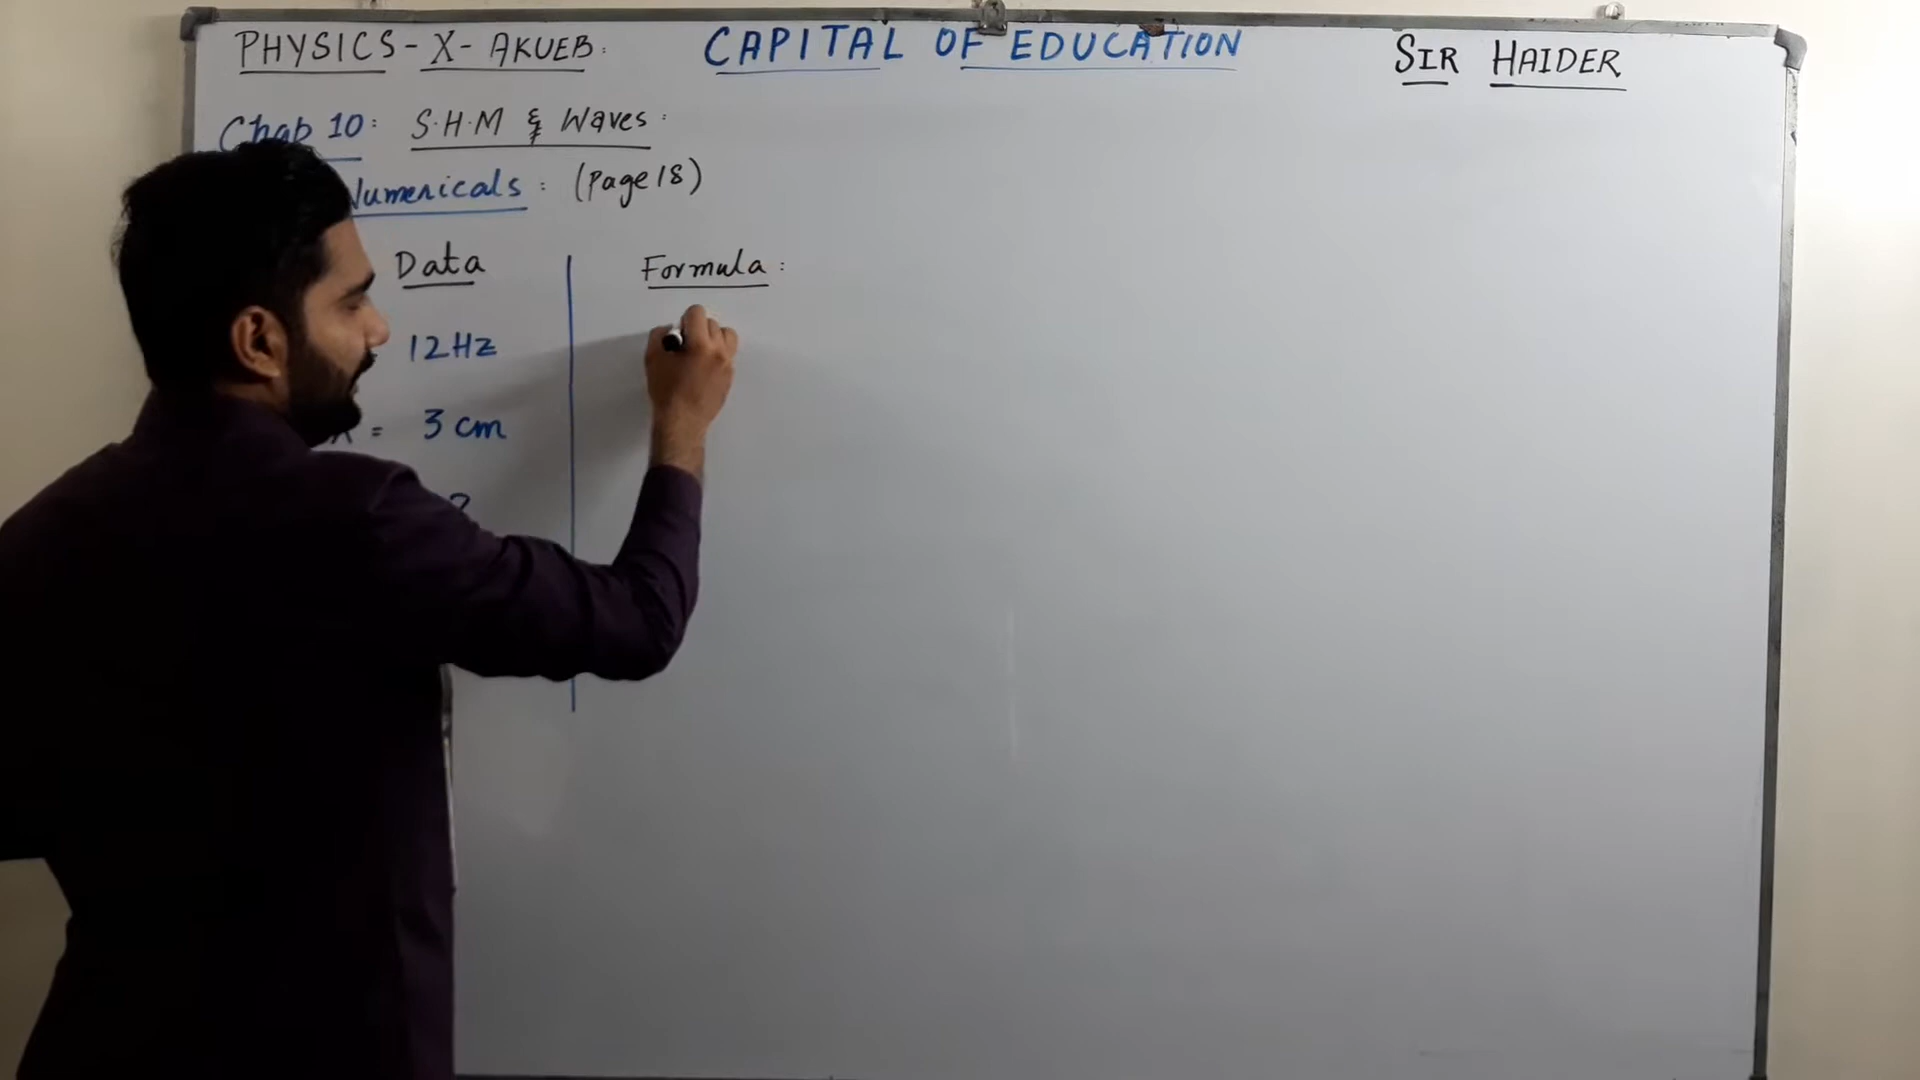 PHYSICS - X - AKUEB:
CAPITAL OF EDUCATION
SIR HAIDER
Chap 10: S.H.M & Waves:
Numericals: (Page 18)
Data
Formula:
12Hz
= 3 cm
?